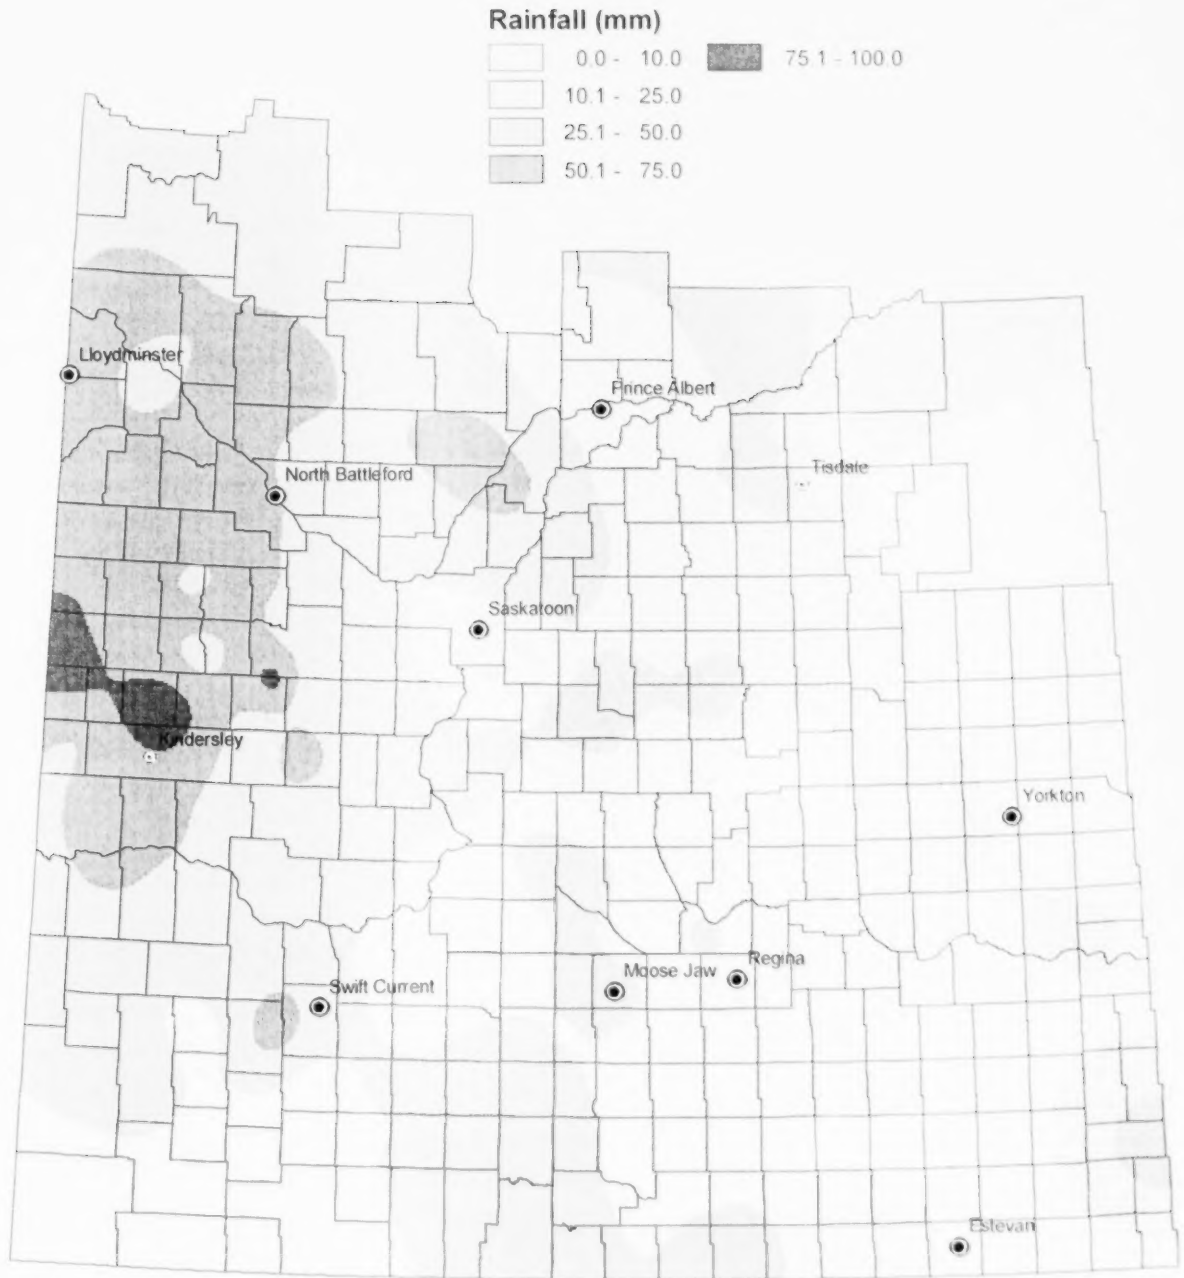 Rainfall (mm)
0.0 - 10.0
75.1 - 100.0
10.1 - 25.0
25.1 - 50.0
50.1 - 75.0
Lloydminster
Prince Albert
Tisdale
North Battleford
Saskatoon
Kindersley
Yorkton
Regina
Moose Jaw
Swift Current
Estevan